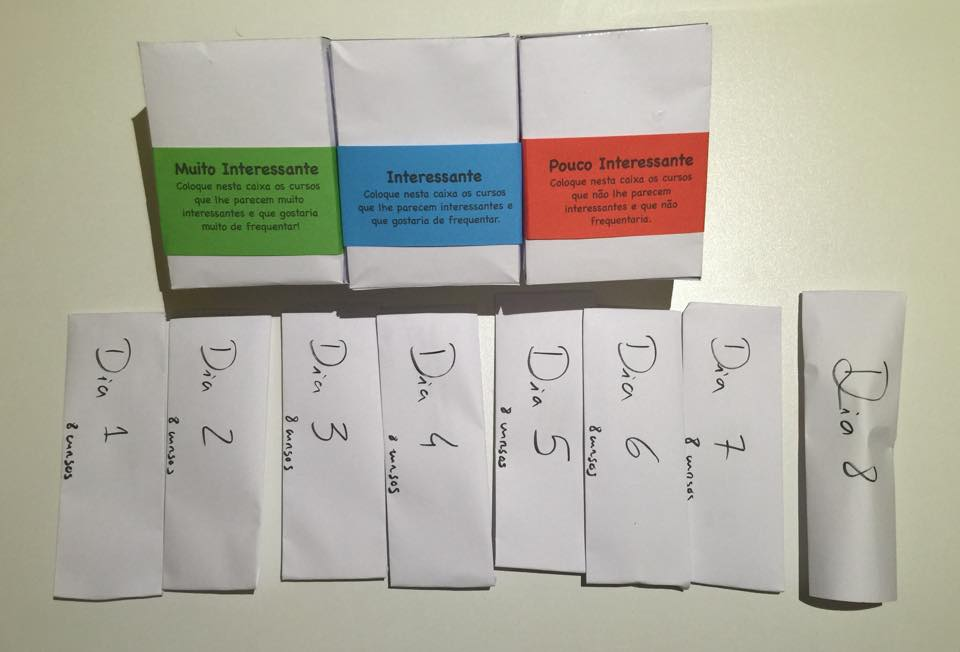 Muito Interessante
Coloque nesta caixa os cursos
que lhe parecem muito
interessantes e que gostaria
muito de frequentar!
Interessante
Coloque nesta caixa os cursos
que lhe parecem interessantes e
que gostaria de frequentar.
Pouco Interessante
Coloque nesta caixa os cursos
que não lhe parecem
interessantes e que não
frequentaria.
Dia 1
8 cursos
Dia 2
8 cursos
Dia 3
8 cursos
Dia 4
8 cursos
Dia 5
8 cursos
Dia 6
8 cursos
Dia 7
8 cursos
Dia 8